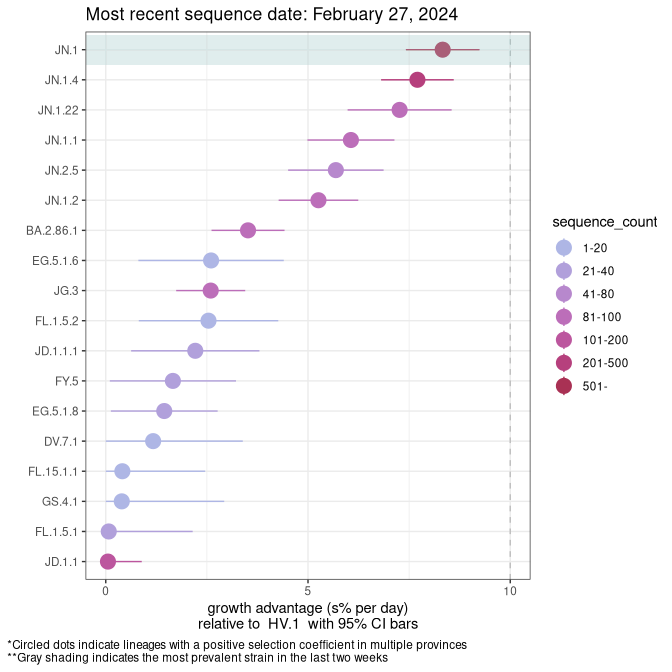 Most recent sequence date: February 27, 2024
JN.1
JN.1.4
JN.1.22
JN.1.1
JN.2.5
JN.1.2
BA.2.86.1
EG.5.1.6
JG.3
FL.1.5.2
JD.1.1.1
FY.5
EG.5.1.8
DV.7.1
FL.15.1.1
GS.4.1
FL.1.5.1
JD.1.1
0 5 10
growth advantage (s% per day)
relative to HV.1 with 95% CI bars
sequence_count
1-20
21-40
41-80
81-100
101-200
201-500
501-
*Circled dots indicate lineages with a positive selection coefficient in multiple provinces
**Gray shading indicates the most prevalent strain in the last two weeks